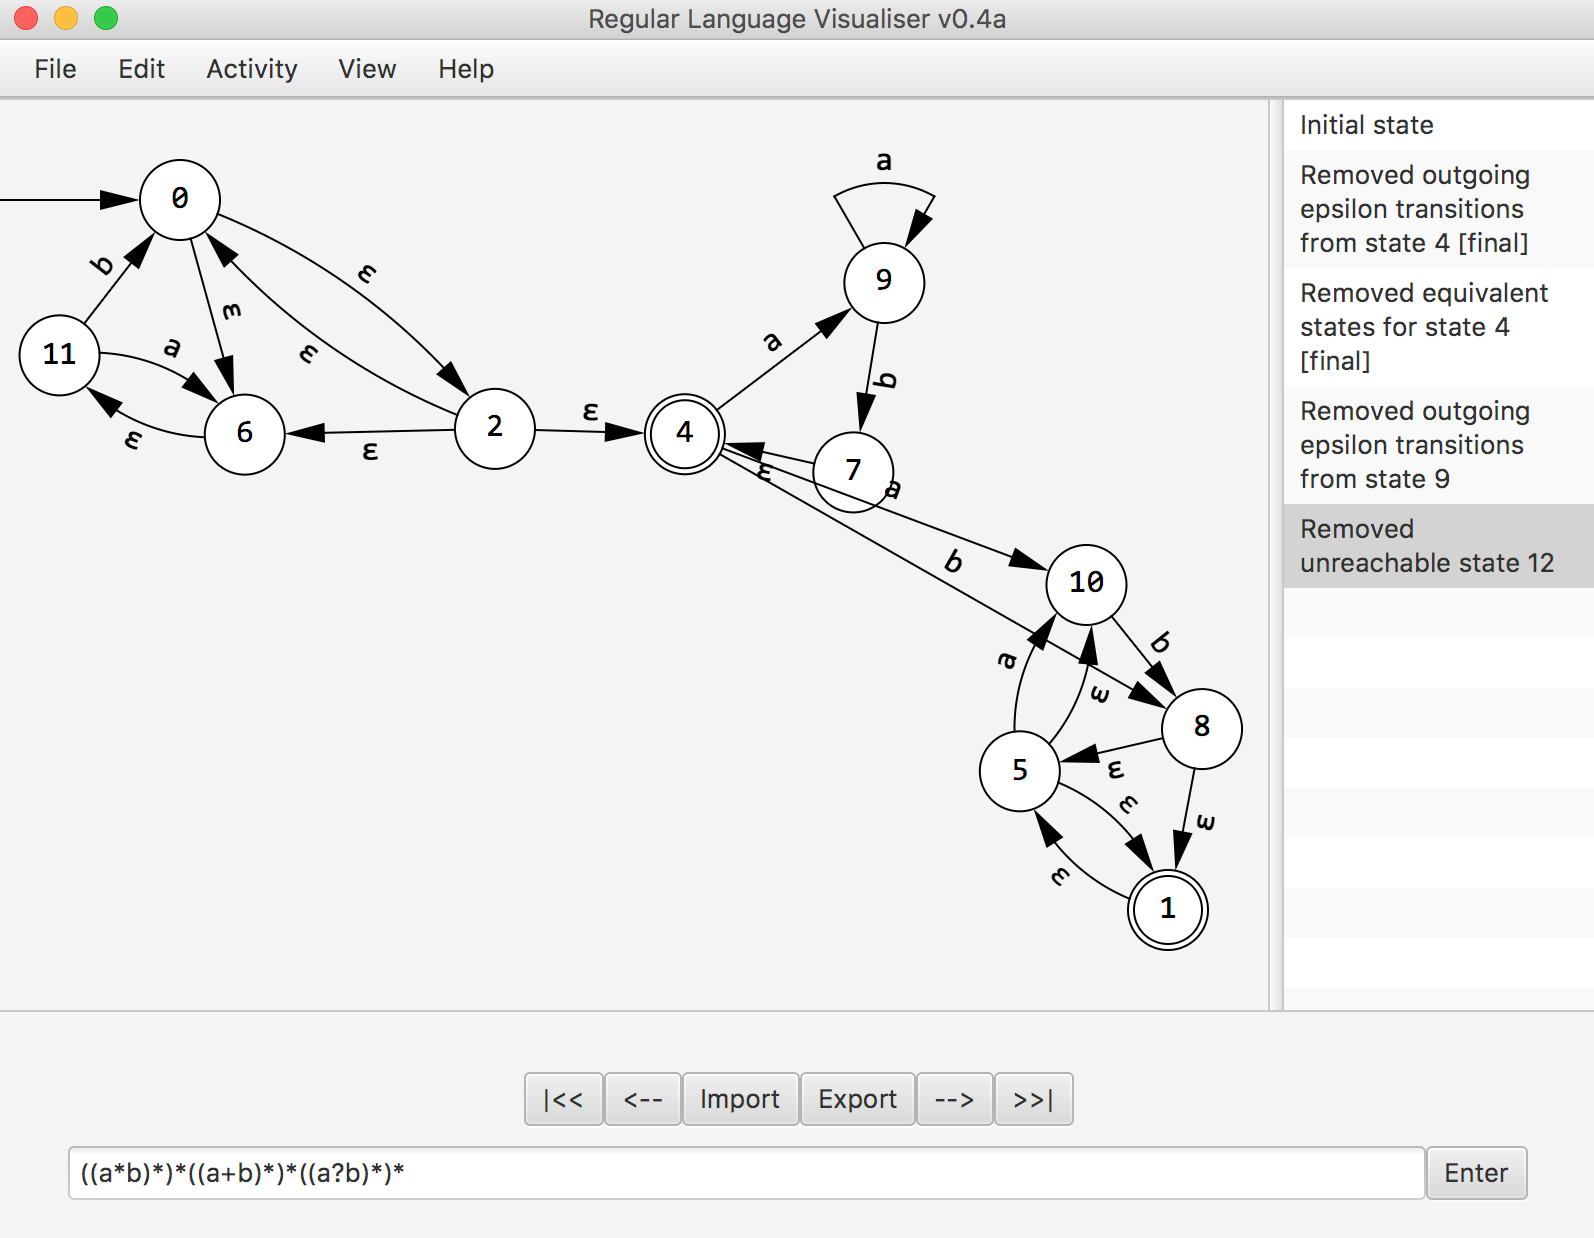 Regular Language Visualiser v0.4a
File Edit Activity View Help
a
0
ε
b
ε
9
11
a
ε
a
b
ε
6
ε
2
ε
4
ε
7
a
b
10
b
a
ε
8
5
ε
ε
ε
ε
1
Initial state
Removed outgoing
epsilon transitions
from state 4 [final]
Removed equivalent
states for state 4
[final]
Removed outgoing
epsilon transitions
from state 9
Removed
unreachable state 12
|<< <-- Import Export --> >>|
((a*b)*)*((a+b)*)*((a?b)*)* Enter